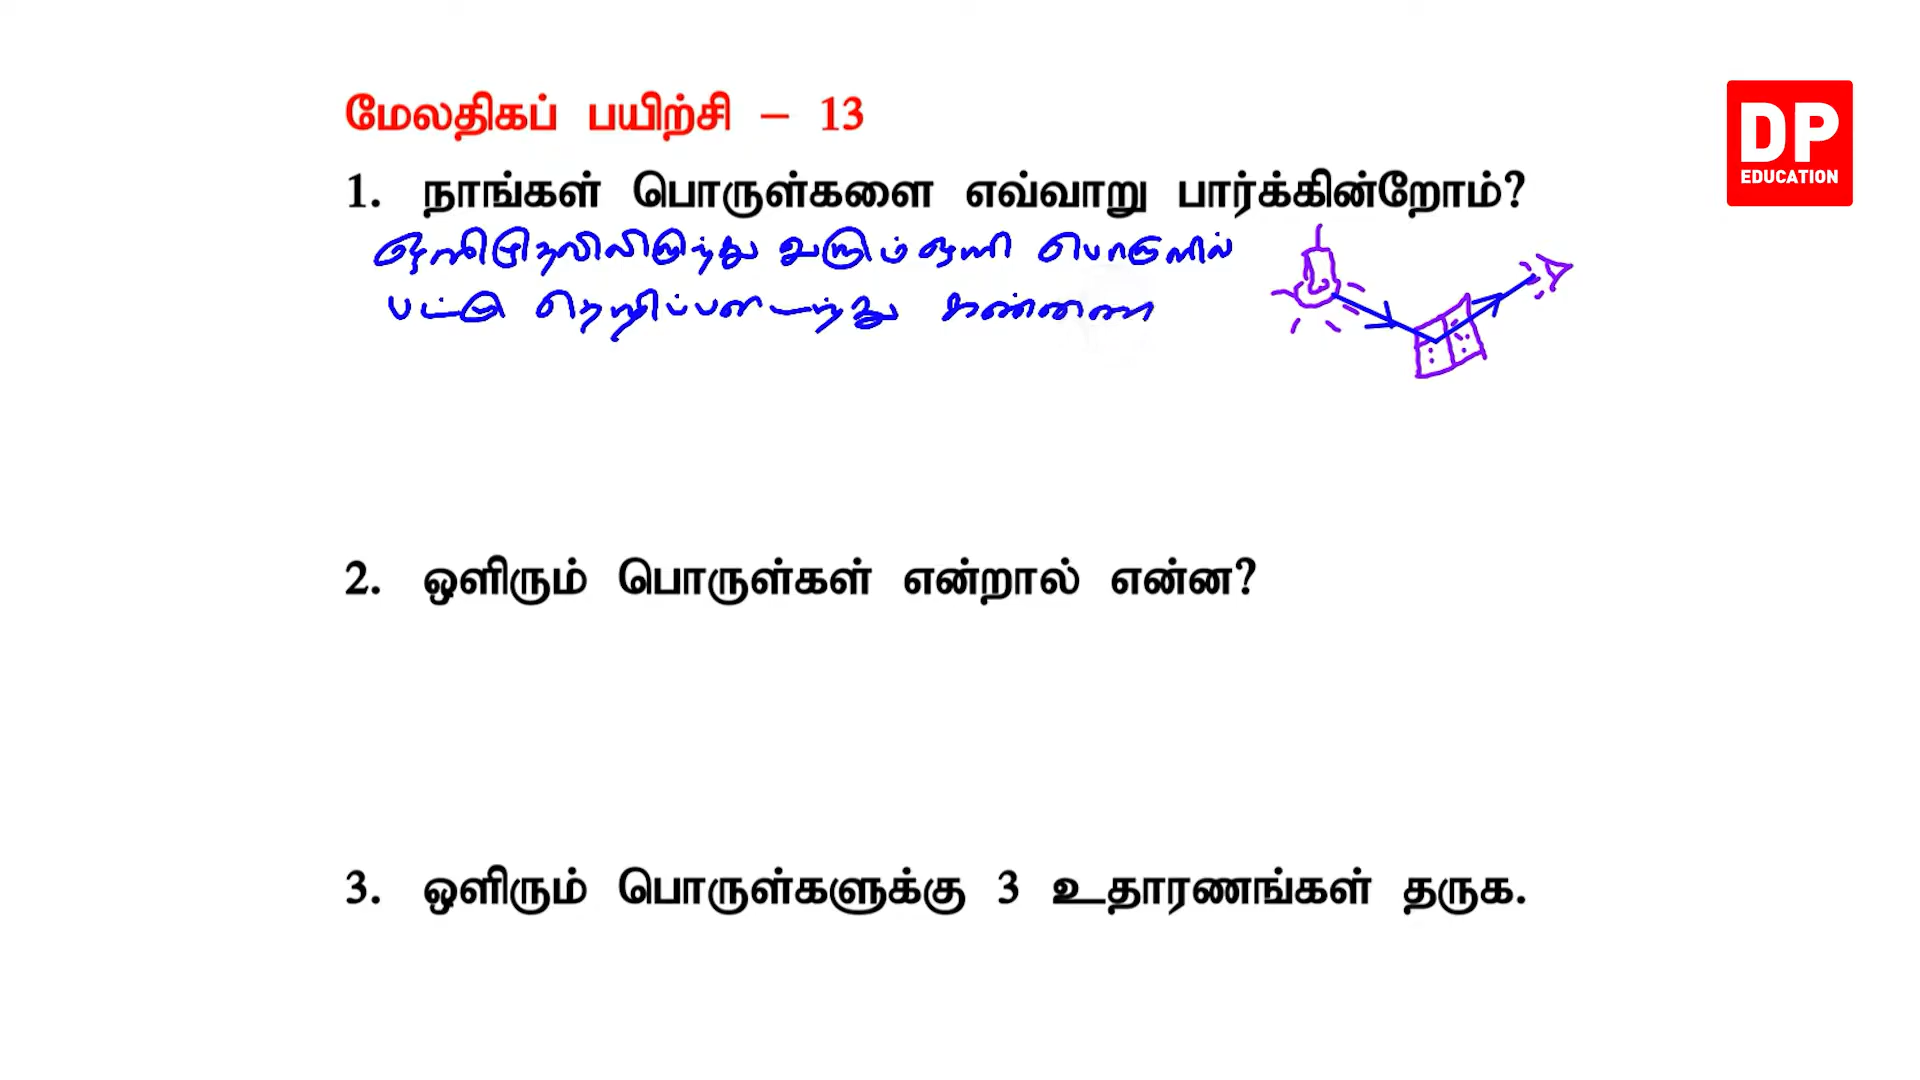 மேலதிகப் பயிற்சி – 13
DP
EDUCATION
1. நாங்கள் பொருள்களை எவ்வாறு பார்க்கின்றோம்?
ஒளிமுதலிலிருந்து வரும் ஒளி பொருளில்
பட்டு தெறிப்படைந்து கண்ணை
2. ஒளிரும் பொருள்கள் என்றால் என்ன?
3. ஒளிரும் பொருள்களுக்கு 3 உதாரணங்கள் தருக.